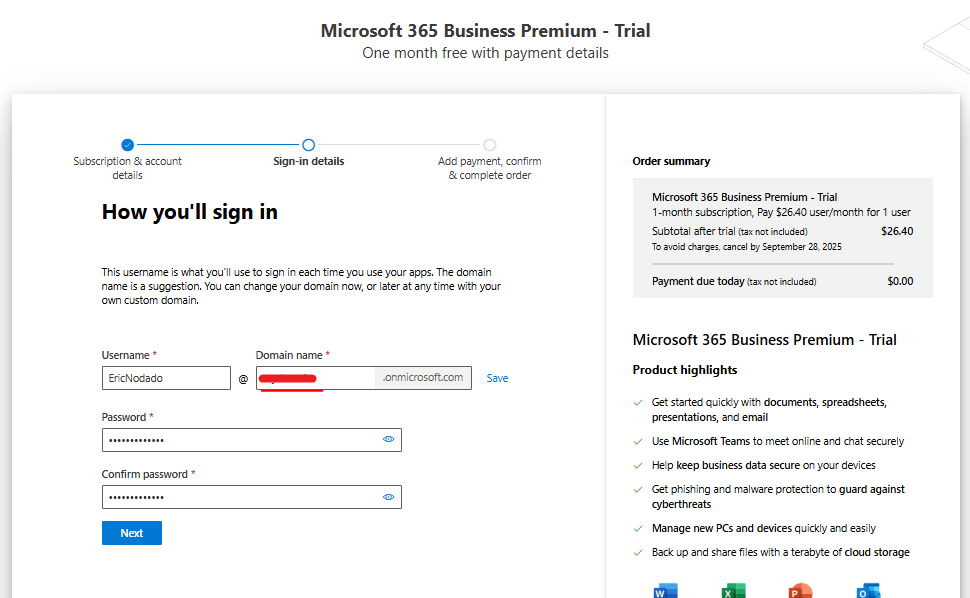 Microsoft 365 Business Premium - Trial
One month free with payment details
Subscription & account
details
Sign-in details
Add payment, confirm
& complete order
How you'll sign in
This username is what you'll use to sign in each time you use your apps. The domain
name is a suggestion. You can change your domain now, or later at any time with your
own custom domain.
Username *
Domain name *
EricNodado
@
.onmicrosoft.com
Save
Password *
•••••••••••••
Confirm password *
•••••••••••••
Next
Order summary
Microsoft 365 Business Premium - Trial
1-month subscription, Pay $26.40 user/month for 1 user
Subtotal after trial (tax not included) $26.40
To avoid charges, cancel by September 28, 2025
Payment due today (tax not included) $0.00
Microsoft 365 Business Premium - Trial
Product highlights
Get started quickly with documents, spreadsheets,
presentations, and email
Use Microsoft Teams to meet online and chat securely
Help keep business data secure on your devices
Get phishing and malware protection to guard against
cyberthreats
Manage new PCs and devices quickly and easily
Back up and share files with a terabyte of cloud storage
W X P O